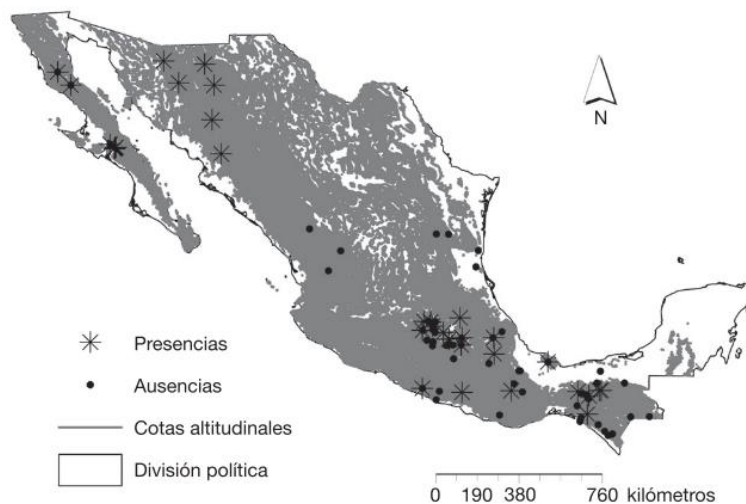 N
Presencias
Ausencias
Cotas altitudinales
División política
0 190 380 760 kilómetros